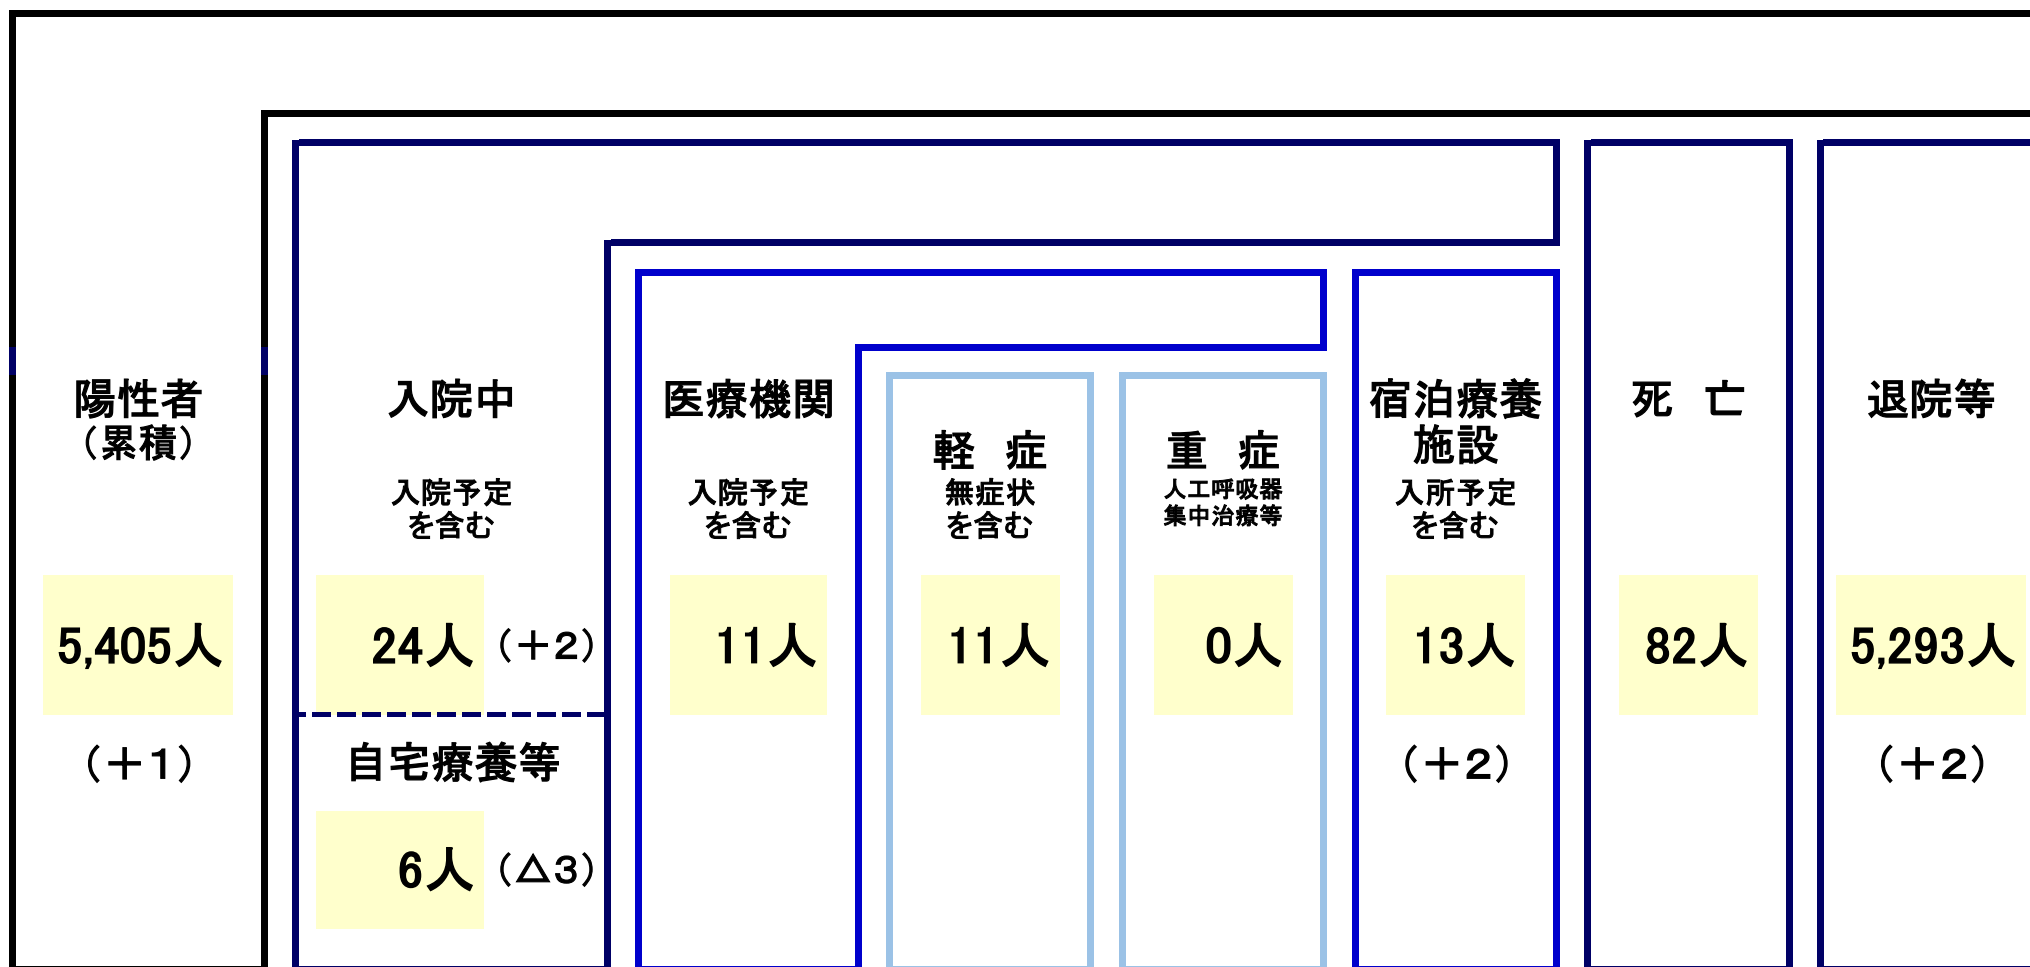 陽性者
（累積）
5,405人
（＋1）
入院中
入院予定
を含む
24人（＋2）
自宅療養等
6人（△3）
医療機関
入院予定
を含む
11人
軽　症
無症状
を含む
11人
重　症
人工呼吸器
集中治療等
0人
宿泊療養
施設
入所予定
を含む
13人
（＋2）
死　亡
82人
退院等
5,293人
（＋2）